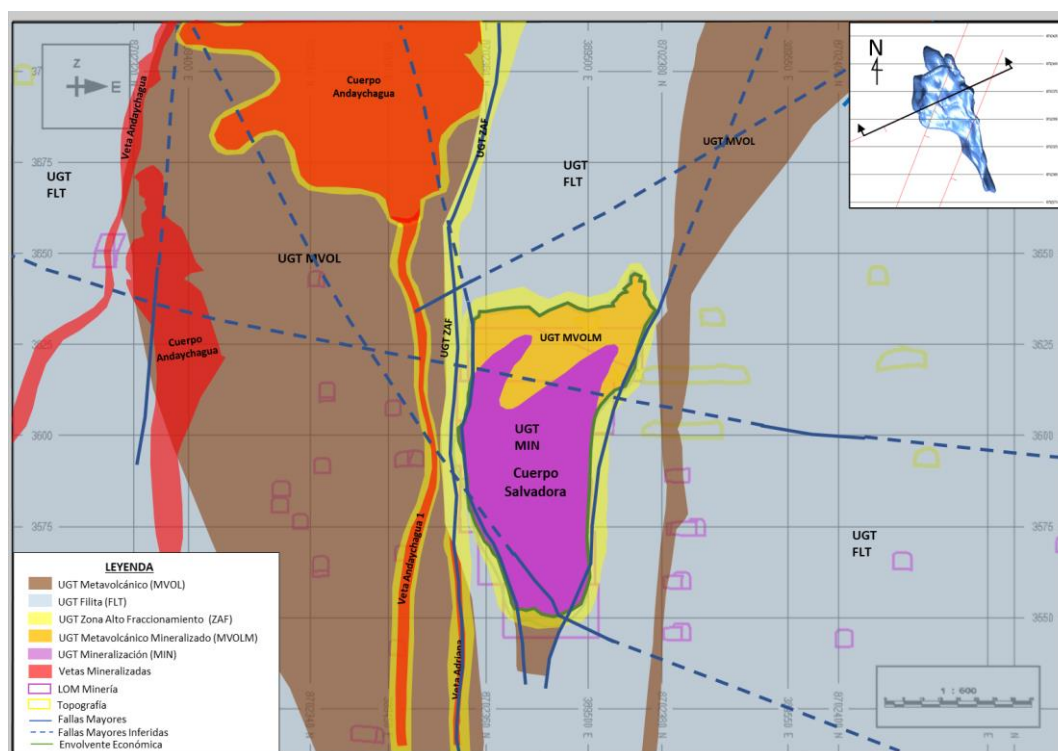 Z
E
N
Cuerpo
Andaychagua
Veta Andaychagua
UGT ZAF
UGT MVOL
UGT
FLT
UGT
FLT
3675
3675
UGT MVOL
3650
3650
Cuerpo
Andaychagua
UGT ZAF
UGT MVOLM
3625
3625
UGT
MIN
Cuerpo
Salvadora
3600
3600
Veta Andaychagua 1
3575
3575
UGT
FLT
3550
Veta Adriana
LEYENDA
UGT Metavolcánico (MVOL)
UGT Filita (FLT)
UGT Zona Alto Fraccionamiento (ZAF)
UGT Metavolcánico Mineralizado (MVOLM)
UGT Mineralización (MIN)
Vetas Mineralizadas
LOM Minería
Topografía
Fallas Mayores
Fallas Mayores Inferidas
Envolvente Económica